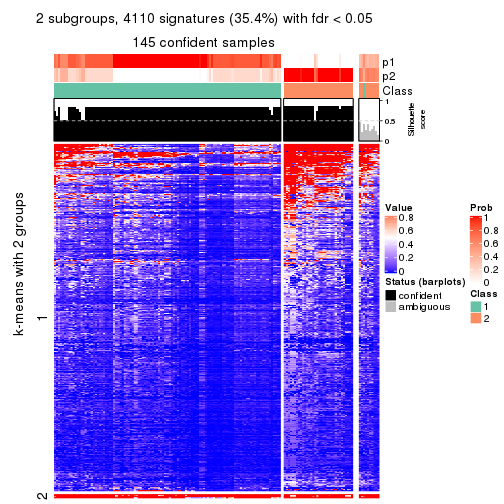 2 subgroups, 4110 signatures (35.4%) with fdr < 0.05
145 confident samples
p1
p2
Class
1
0.5
0
Silhouette
score
k-means with 2 groups
1
2
Value
0.8
0.6
0.4
0.2
0
Status (barplots)
confident
ambiguous
Prob
1
0.8
0.6
0.4
0.2
0
Class
1
2